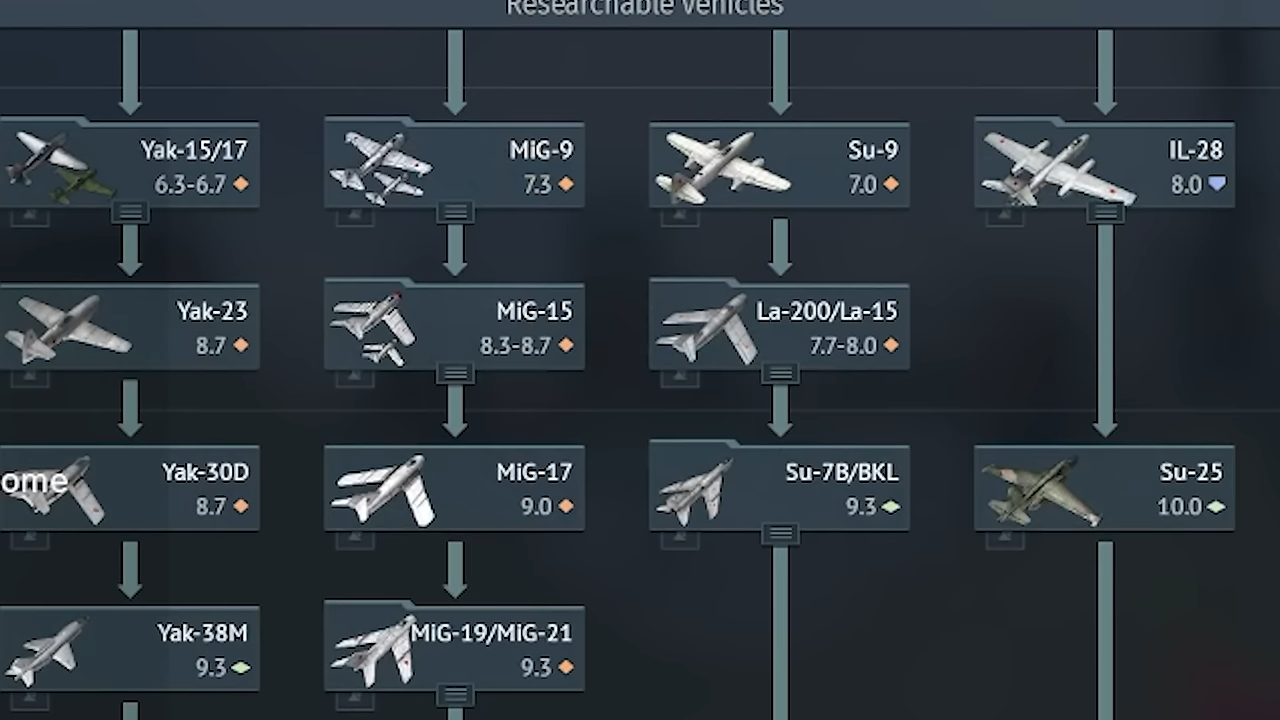 Researchable vehicles
Yak-15/17
6.3-6.7
MiG-9
7.3
Su-9
7.0
IL-28
8.0
Yak-23
8.7
MiG-15
8.3-8.7
La-200/La-15
7.7-8.0
ome
Yak-30D
8.7
MiG-17
9.0
Su-7B/BKL
9.3
Su-25
10.0
Yak-38M
9.3
MiG-19/MiG-21
9.3